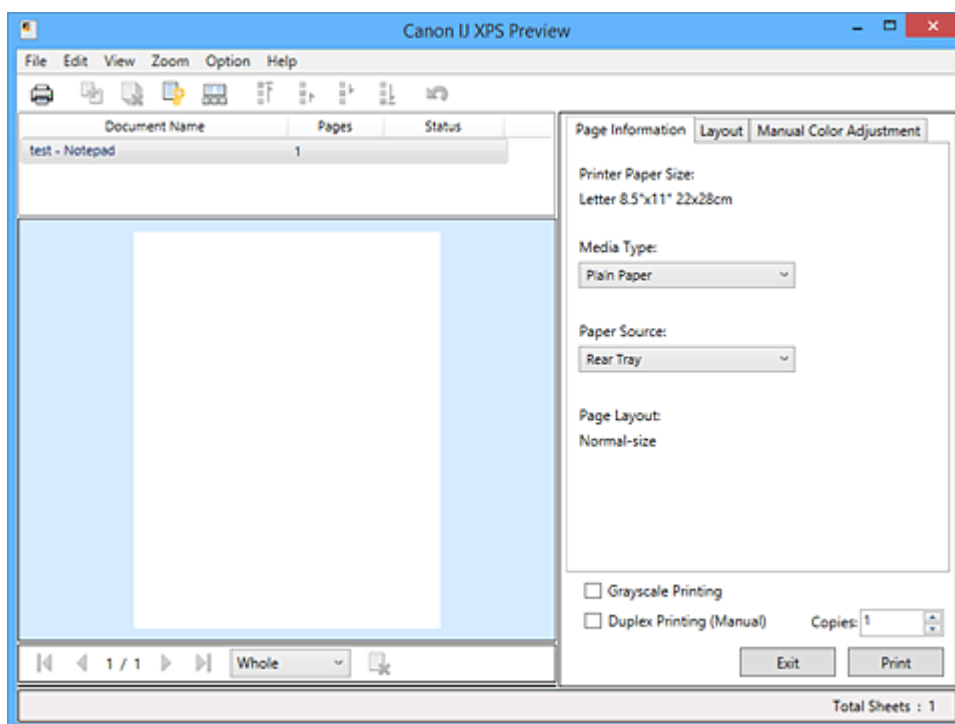 Canon IJ XPS Preview
File Edit View Zoom Option Help
Document Name Pages Status
test - Notepad 1
Page Information Layout Manual Color Adjustment
Printer Paper Size:
Letter 8.5"x11" 22x28cm
Media Type:
Plain Paper
Paper Source:
Rear Tray
Page Layout:
Normal-size
Grayscale Printing
Duplex Printing (Manual) Copies: 1
1 / 1 Whole
Exit Print
Total Sheets : 1